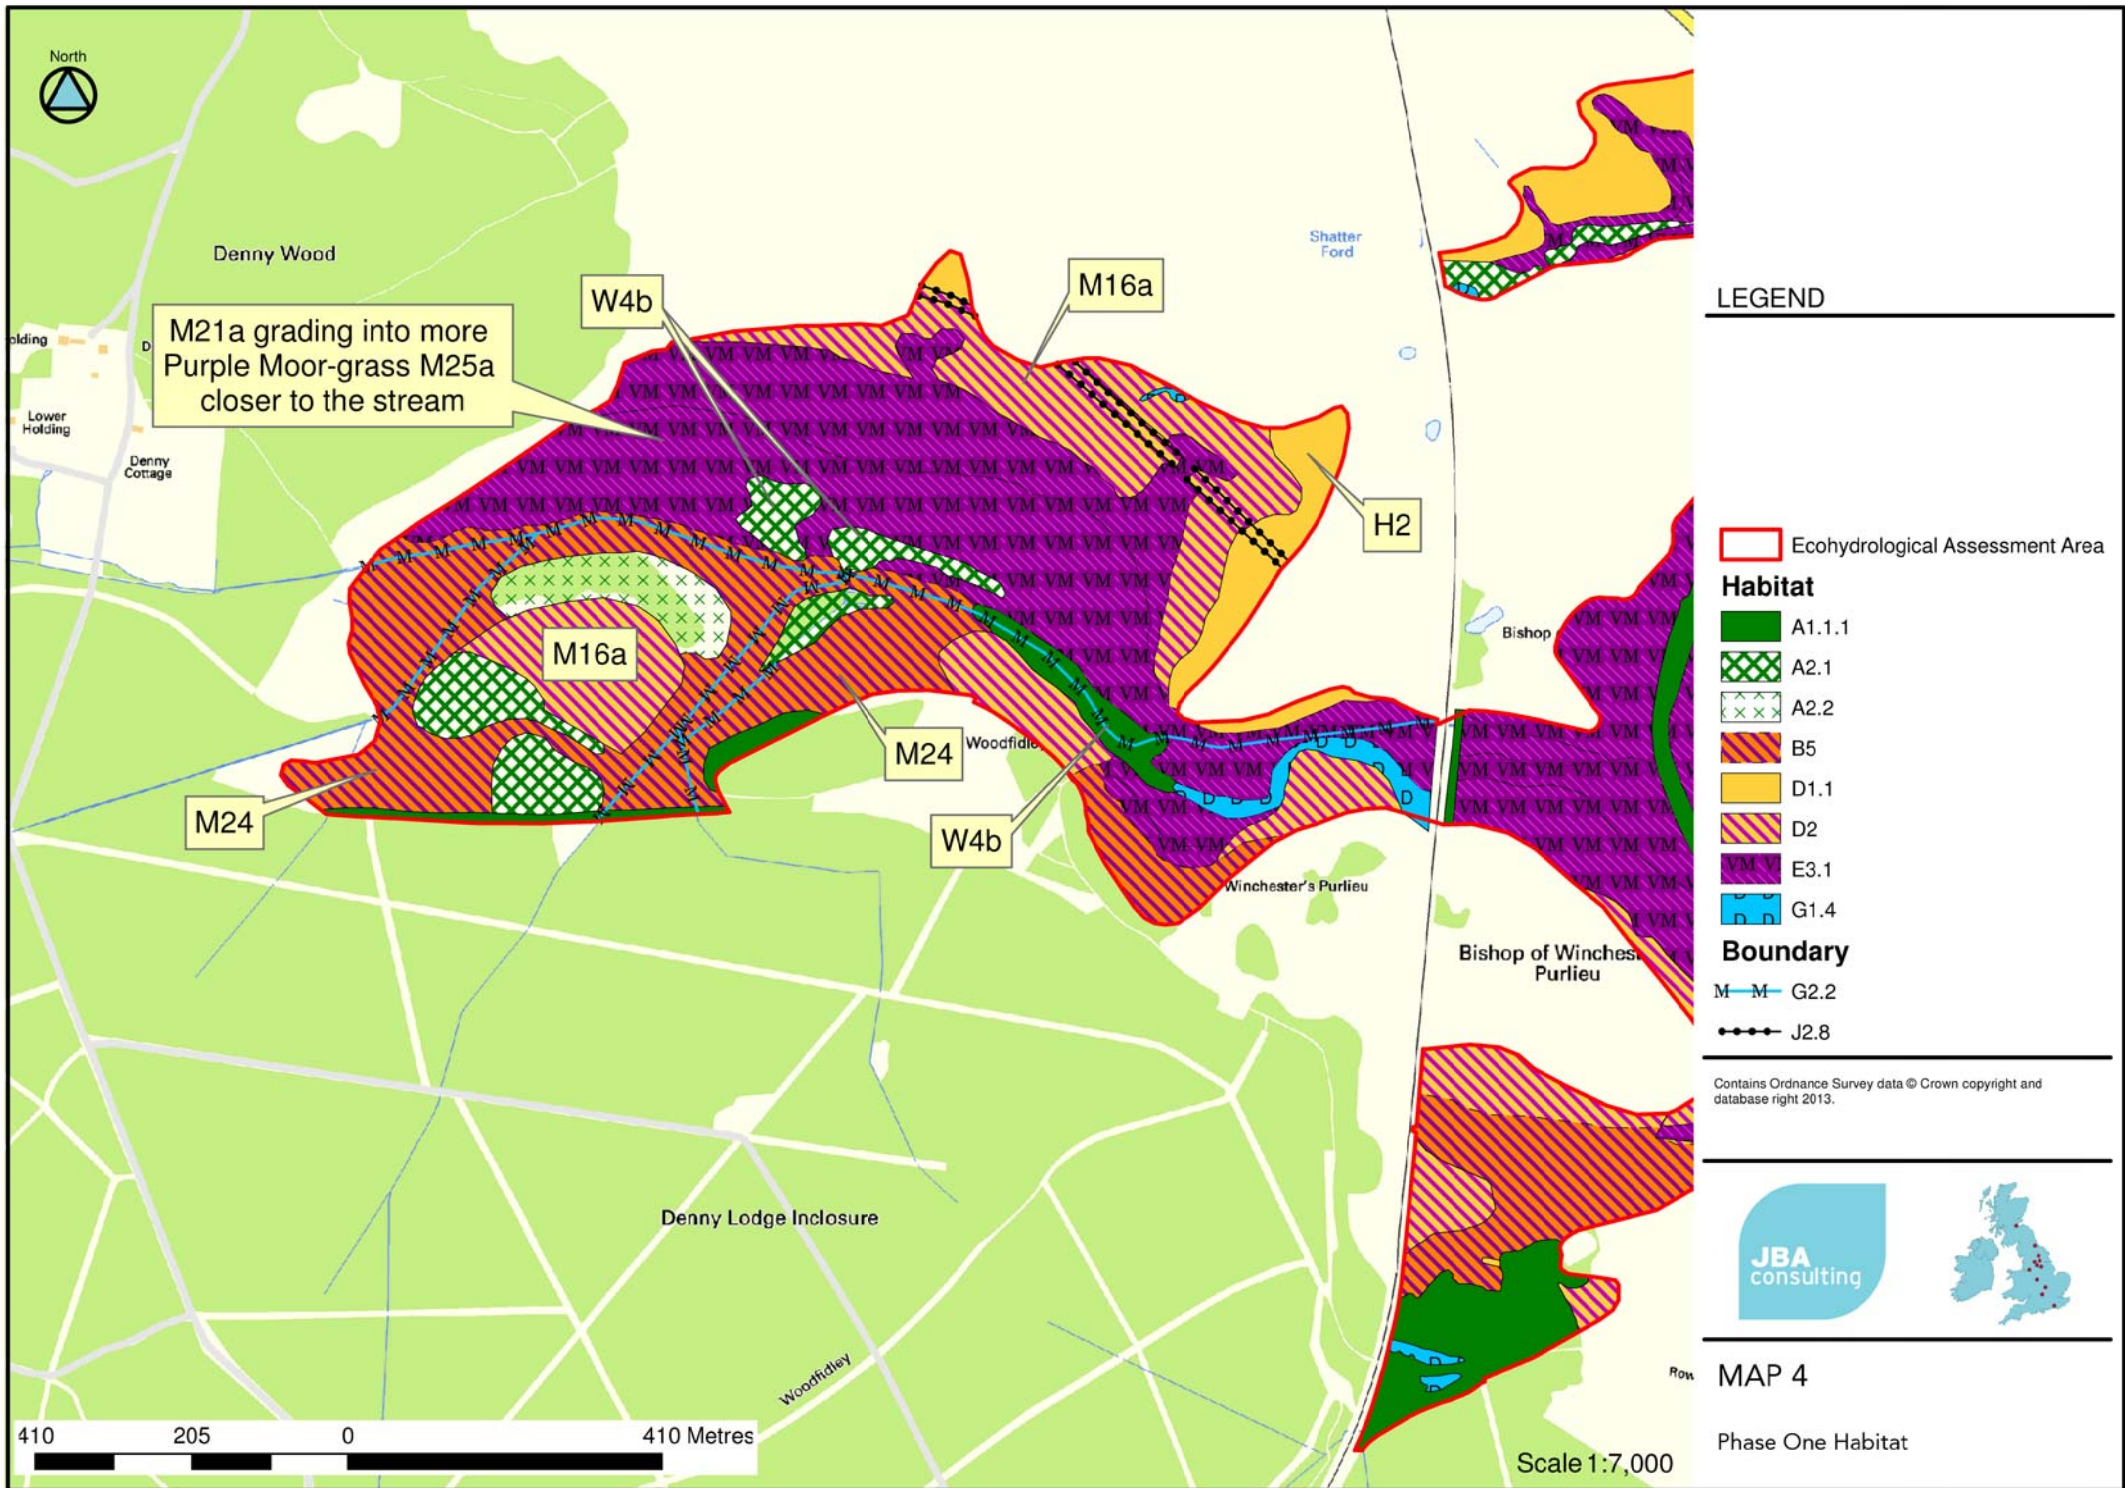 North
Denny Wood
M21a grading into more
Purple Moor-grass M25a
closer to the stream
W4b
M16a
Shatter
Ford
olding
D
Lower
Holding
Denny
Cottage
H2
M16a
Bishop
M24
Woodfidle
M24
W4b
Winchester's Purlieu
Bishop of Winches
Purlieu
Denny Lodge Inclosure
Woodfidley
Row
410 205 0 410 Metres
Scale 1:7,000
LEGEND
Ecohydrological Assessment Area
Habitat
A1.1.1
A2.1
A2.2
B5
D1.1
D2
VM V E3.1
D D G1.4
Boundary
M M G2.2
J2.8
Contains Ordnance Survey data © Crown copyright and
database right 2013.
JBA
consulting
MAP 4
Phase One Habitat